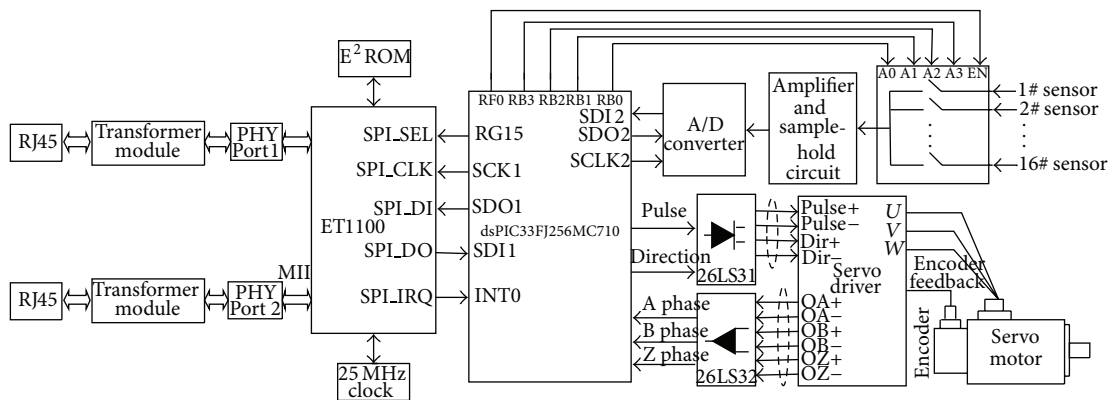 E² ROM
RJ45
Transformer
module
PHY
Port1
RJ45
Transformer
module
PHY
Port 2
MII
SPI_SEL
SPI_CLK
SPI_DI
ET1100
SPI_DO
SPI_IRQ
25 MHz
clock
RF0 RB3 RB2 RB1 RB0
SDI2
RG15
SDO2
SCLK2
SCK1
SDO1
dsPIC33FJ256MC710
SDI1
INT0
A/D
converter
Amplifier
and
sample-
hold
circuit
A0 A1 A2 A3 EN
1# sensor
2# sensor
16# sensor
Pulse
Direction
26LS31
Pulse+
Pulse−
Dir+
Dir−
Servo
driver
U
V
W
Encoder
feedback
A phase
B phase
Z phase
26LS32
OA+
OA−
OB+
OB−
OZ+
OZ−
Encoder
Servo
motor